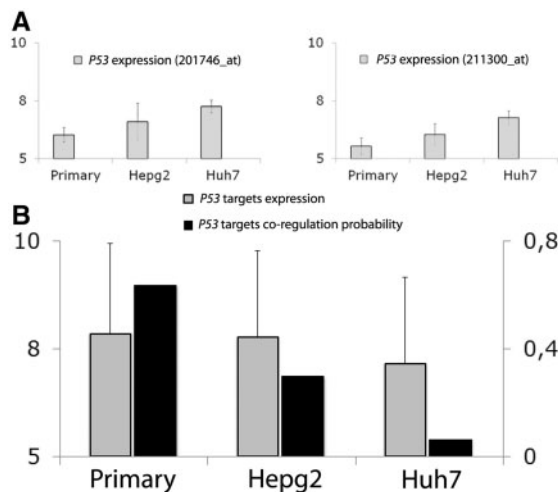 A
10
8
5
P53 expression (201746_at)
Primary Hepg2 Huh7
10
8
5
P53 expression (211300_at)
Primary Hepg2 Huh7
B
P53 targets expression
P53 targets co-regulation probability
10
8
5
0,8
0,4
0
Primary Hepg2 Huh7